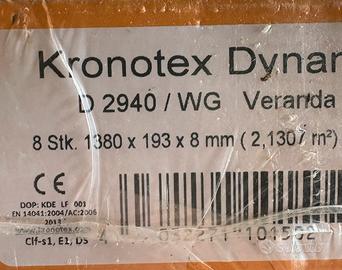 Kronotex Dynam
D 2940 / WG Veranda
8 Stk. 1380 x 193 x 8 mm ( 2,1307 m²)
CE
DOP: KDE LF 001
EN 14041:2004/AC:2006
2013
www.kronotex.com
Cfl-s1, E1, DS